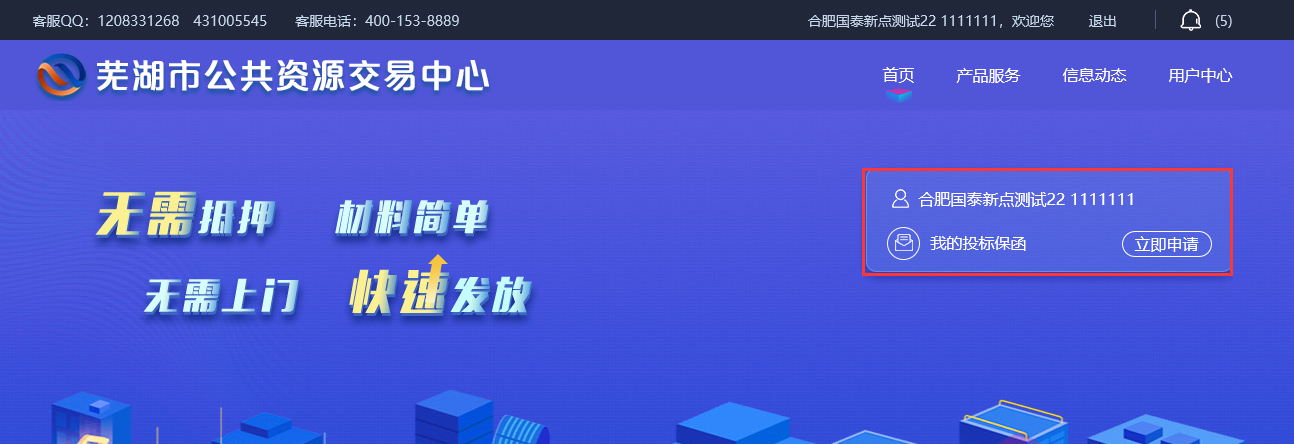 客服QQ：1208331268 431005545 客服电话：400-153-8889 合肥国泰新点测试22 1111111，欢迎您 退出 (5)
芜湖市公共资源交易中心 首页 产品服务 信息动态 用户中心
无需抵押 材料简单
无需上门 快速发放
合肥国泰新点测试22 1111111
我的投标保函 立即申请